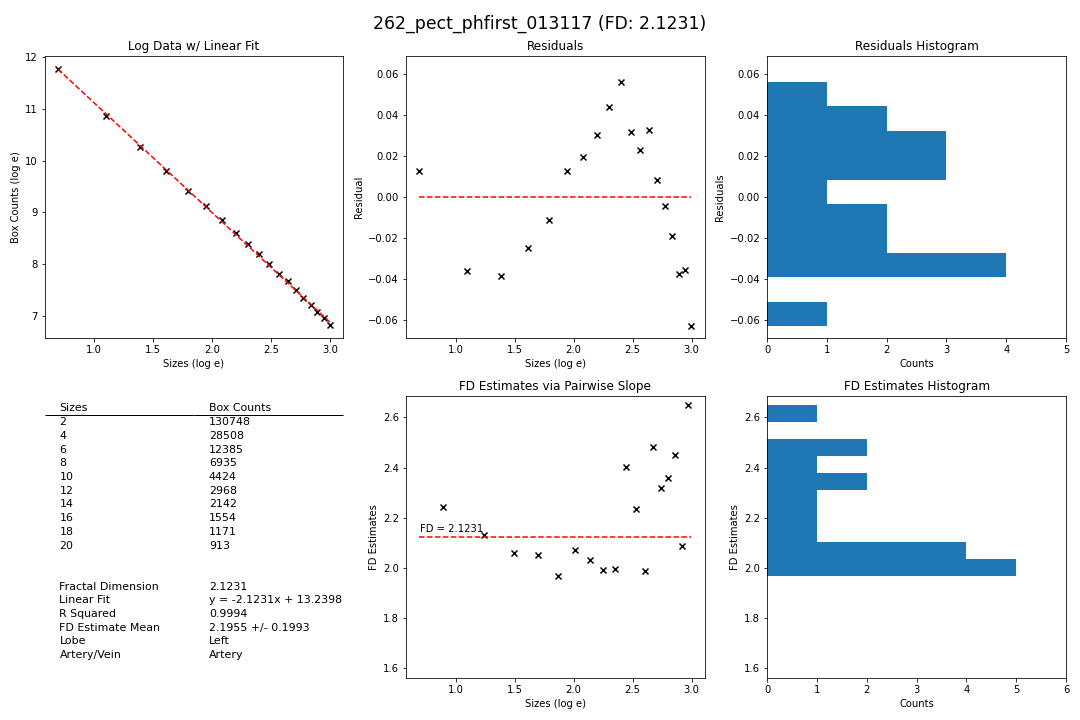 262_pect_phfirst_013117 (FD: 2.1231)
Log Data w/ Linear Fit
12
11
10
9
8
7
Box Counts (log e)
1.0 1.5 2.0 2.5 3.0
Sizes (log e)
Residuals
0.06
0.04
0.02
0.00
−0.02
−0.04
−0.06
Residual
1.0 1.5 2.0 2.5 3.0
Sizes (log e)
Residuals Histogram
0.06
0.04
0.02
0.00
−0.02
−0.04
−0.06
Residuals
0 1 2 3 4 5
Counts
Sizes Box Counts
2 130748
4 28508
6 12385
8 6935
10 4424
12 2968
14 2142
16 1554
18 1171
20 913
Fractal Dimension 2.1231
Linear Fit y = -2.1231x + 13.2398
R Squared 0.9994
FD Estimate Mean 2.1955 +/- 0.1993
Lobe Left
Artery/Vein Artery
FD Estimates via Pairwise Slope
2.6
2.4
2.2
2.0
1.8
1.6
FD Estimates
FD = 2.1231
1.0 1.5 2.0 2.5 3.0
Sizes (log e)
FD Estimates Histogram
2.6
2.4
2.2
2.0
1.8
1.6
FD Estimates
0 1 2 3 4 5 6
Counts